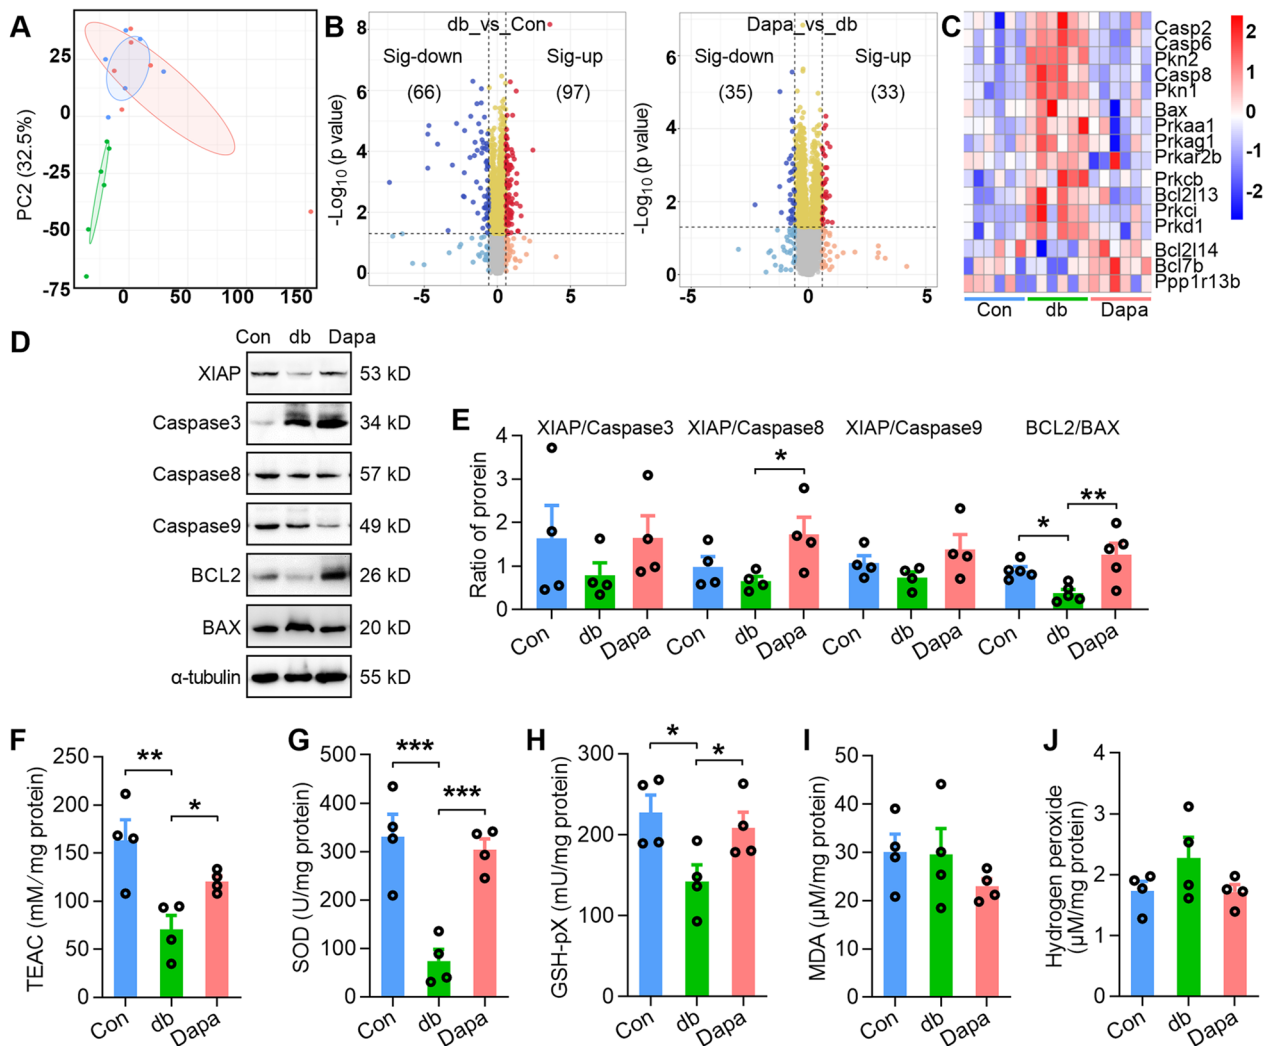 A
PC2 (32.5%)
25
0
-25
-50
-75
0
50
100
150
B
db_vs_Con
Sig-down
Sig-up
(66)
(97)
-Log10 (p value)
8
6
4
2
0
-5
0
5
Dapa_vs_db
Sig-down
Sig-up
(35)
(33)
-Log10 (p value)
6
4
2
0
-5
0
5
C
Casp2
Casp6
Pkn2
Casp8
Pkn1
Bax
Prkaa1
Prkag1
Prkar2b
Prkcb
Bcl2l13
Prkci
Prkd1
Bcl2l14
Bcl7b
Ppp1r13b
Con
db
Dapa
2
1
0
-1
-2
D
Con db Dapa
XIAP 53 kD
Caspase3 34 kD
Caspase8 57 kD
Caspase9 49 kD
BCL2 26 kD
BAX 20 kD
α-tubulin 55 kD
E
XIAP/Caspase3 XIAP/Caspase8 XIAP/Caspase9 BCL2/BAX
Ratio of prorein
4
3
2
1
0
*
*
**
Con db Dapa Con db Dapa Con db Dapa Con db Dapa
F
TEAC (mM/mg protein)
250
200
150
100
50
0
**
*
Con db Dapa
G
SOD (U/mg protein)
500
400
300
200
100
0
***
***
Con db Dapa
H
GSH-pX (mU/mg protein)
300
200
100
0
*
*
Con db Dapa
I
MDA (μM/mg protein)
50
40
30
20
10
0
Con db Dapa
J
Hydrogen peroxide
(μM/mg protein)
4
3
2
1
0
Con db Dapa